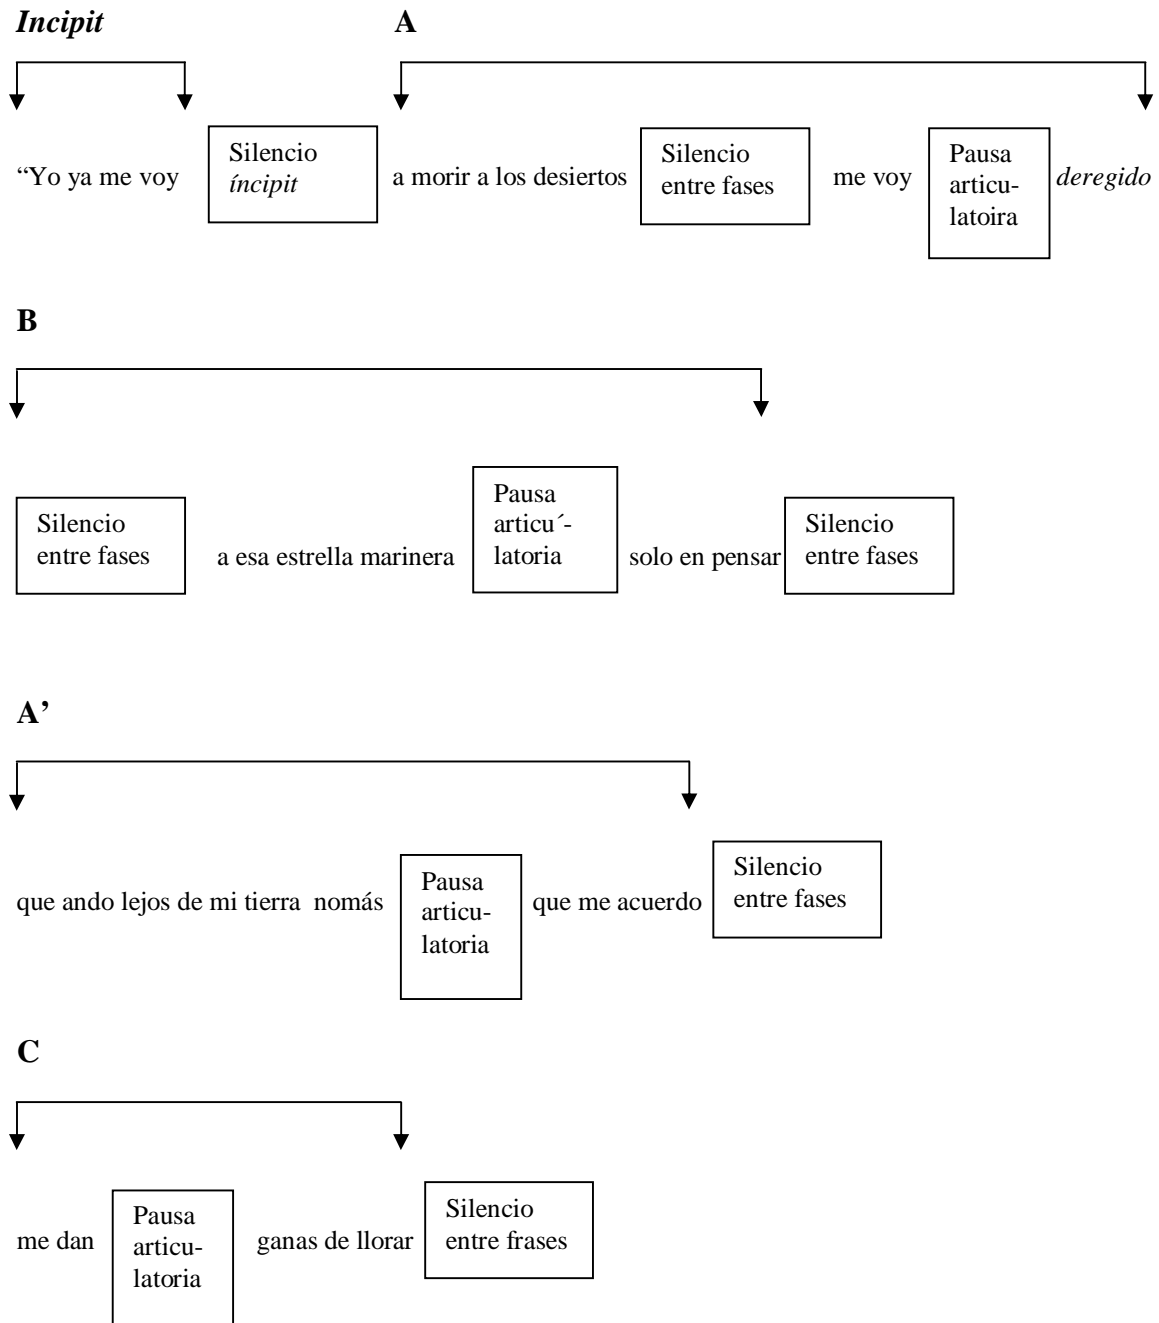 Incipit
A
“Yo ya me voy
Silencio
íncipit
a morir a los desiertos
Silencio
entre fases
me voy
Pausa
articu-
latoira
deregido
B
Silencio
entre fases
a esa estrella marinera
Pausa
articu´-
latoria
solo en pensar
Silencio
entre fases
A’
que ando lejos de mi tierra  nomás
Pausa
articu-
latoria
que me acuerdo
Silencio
entre fases
C
me dan
Pausa
articu-
latoria
ganas de llorar
Silencio
entre frases